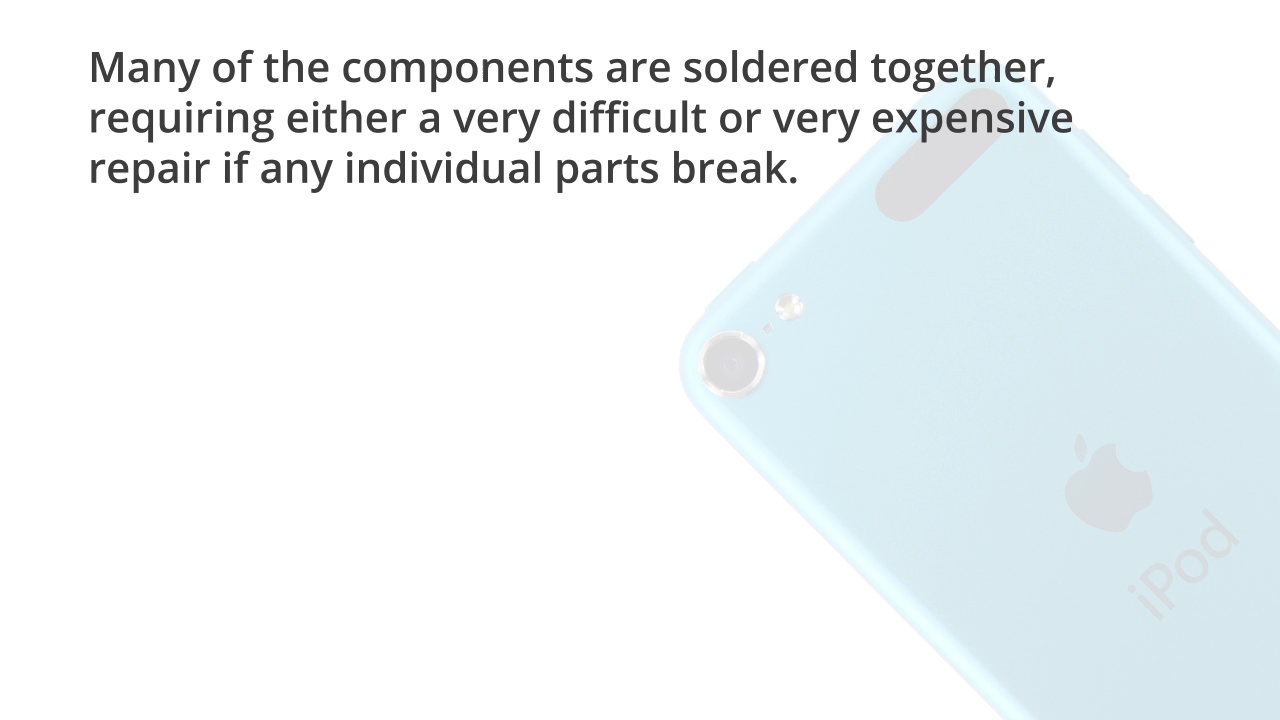 Many of the components are soldered together,
requiring either a very difficult or very expensive
repair if any individual parts break.
iPod